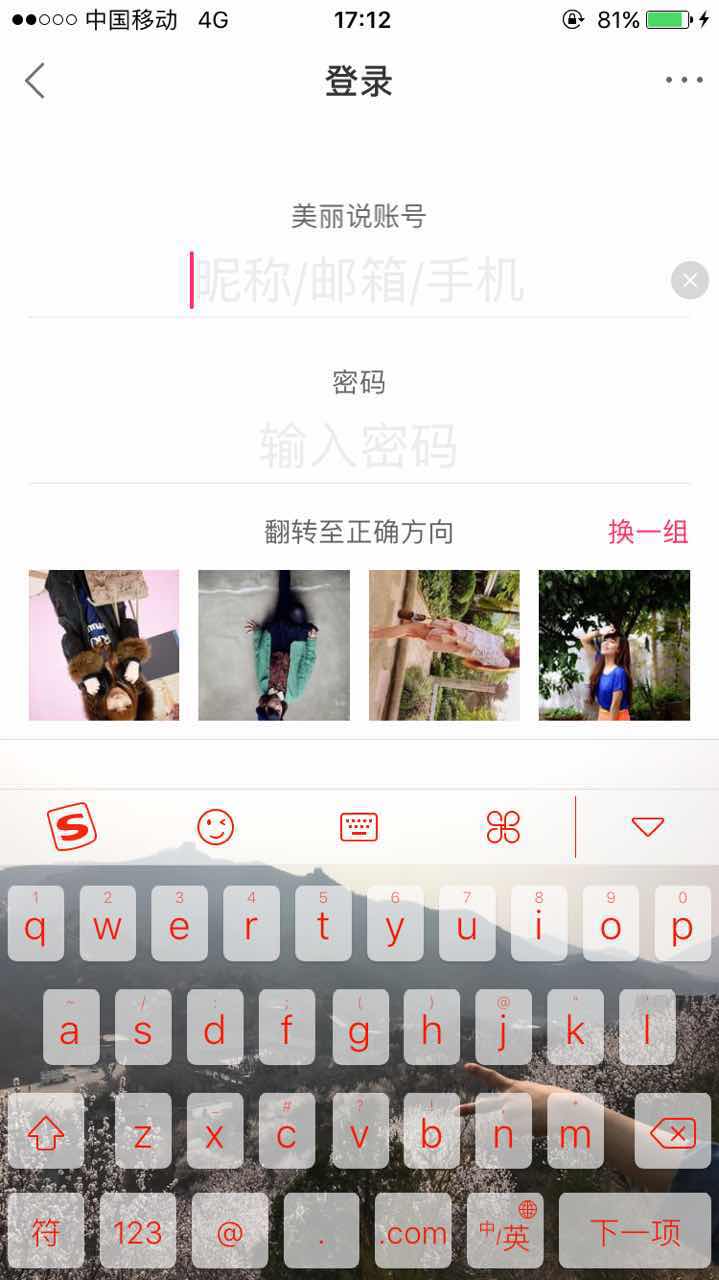 中国移动 4G 17:12 81%
登录
美丽说账号
昵称/邮箱/手机
密码
输入密码
翻转至正确方向 换一组
S
1 2 3 4 5 6 7 8 9 0
q w e r t y u i o p
~ / : ; ( ) @ " '
a s d f g h j k l
_ # ? ! ,
z x c v b n m
符 123 @ . .com 中/英 下一项